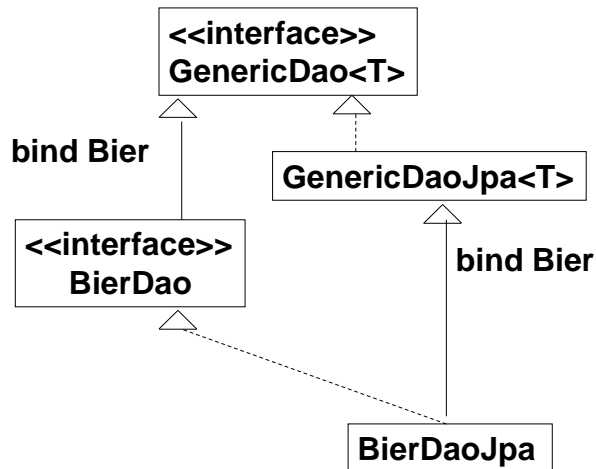 <<interface>>
GenericDao<T>
bind Bier
GenericDaoJpa<T>
<<interface>>
BierDao
bind Bier
BierDaoJpa